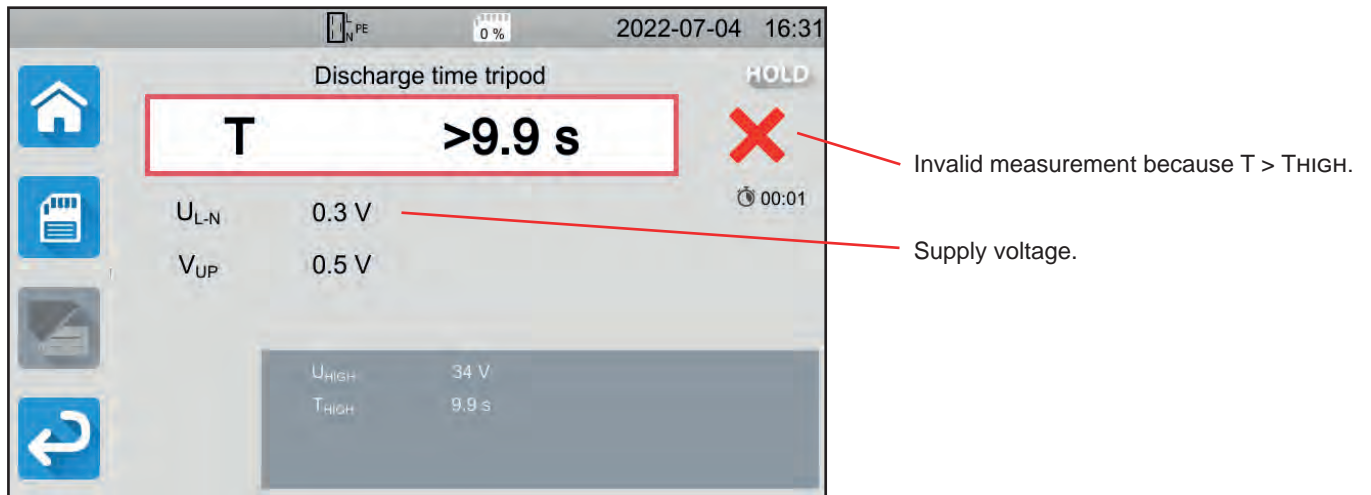 L
N PE 0 % 2022-07-04 16:31
Discharge time tripod HOLD
T >9.9 s
Invalid measurement because T > THIGH.
00:01
UL-N 0.3 V
Supply voltage.
VUP 0.5 V
UHIGH 34 V
THIGH 9.9 s